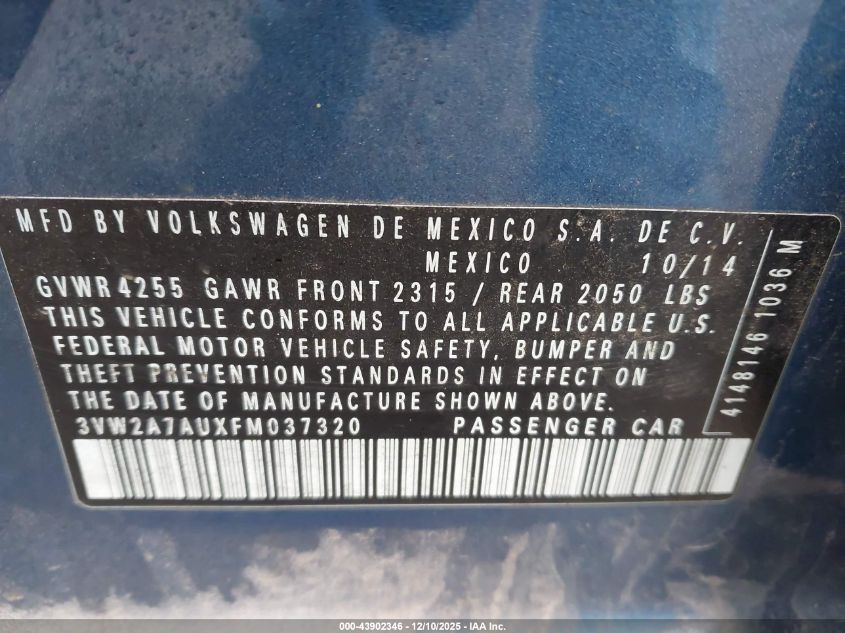 MFD BY VOLKSWAGEN DE MEXICO S.A. DE C.V.
MEXICO 10/14
GVWR 4255 GAWR FRONT 2315 / REAR 2050 LBS
THIS VEHICLE CONFORMS TO ALL APPLICABLE U.S.
FEDERAL MOTOR VEHICLE SAFETY, BUMPER AND
THEFT PREVENTION STANDARDS IN EFFECT ON
THE DATE OF MANUFACTURE SHOWN ABOVE.
3VW2A7AUXFM037320 PASSENGER CAR
4148146 1036 M
000-43902346 - 12/10/2025 - IAA Inc.